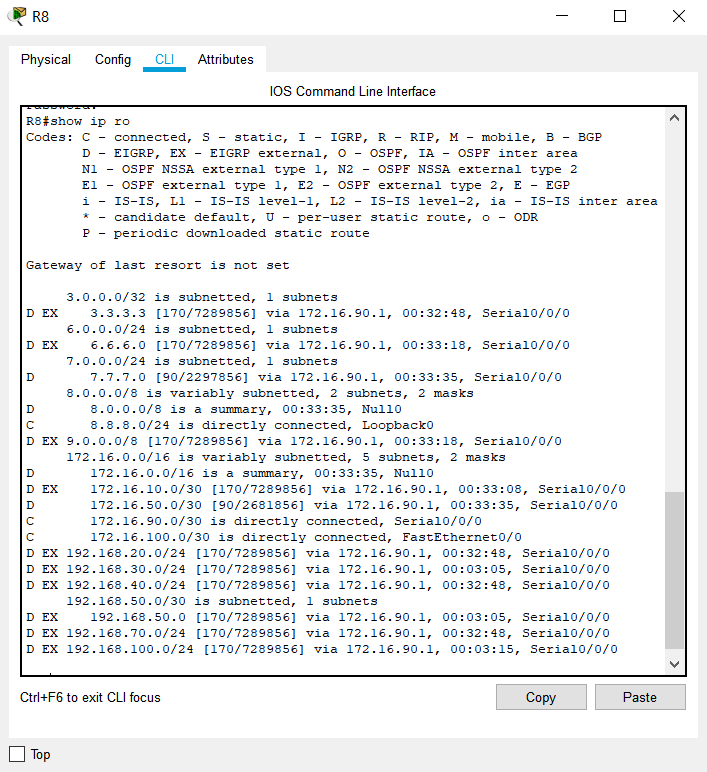 R8
Physical Config CLI Attributes
IOS Command Line Interface
R8#show ip ro
Codes: C - connected, S - static, I - IGRP, R - RIP, M - mobile, B - BGP
D - EIGRP, EX - EIGRP external, O - OSPF, IA - OSPF inter area
N1 - OSPF NSSA external type 1, N2 - OSPF NSSA external type 2
E1 - OSPF external type 1, E2 - OSPF external type 2, E - EGP
i - IS-IS, L1 - IS-IS level-1, L2 - IS-IS level-2, ia - IS-IS inter area
* - candidate default, U - per-user static route, o - ODR
P - periodic downloaded static route
Gateway of last resort is not set
3.0.0.0/32 is subnetted, 1 subnets
D EX 3.3.3.3 [170/7289856] via 172.16.90.1, 00:32:48, Serial0/0/0
6.0.0.0/24 is subnetted, 1 subnets
D EX 6.6.6.0 [170/7289856] via 172.16.90.1, 00:33:18, Serial0/0/0
7.0.0.0/24 is subnetted, 1 subnets
D 7.7.7.0 [90/2297856] via 172.16.90.1, 00:33:35, Serial0/0/0
8.0.0.0/8 is variably subnetted, 2 subnets, 2 masks
D 8.0.0.0/8 is a summary, 00:33:35, Null0
C 8.8.8.0/24 is directly connected, Loopback0
D EX 9.0.0.0/8 [170/7289856] via 172.16.90.1, 00:33:18, Serial0/0/0
172.16.0.0/16 is variably subnetted, 5 subnets, 2 masks
D 172.16.0.0/16 is a summary, 00:33:35, Null0
D EX 172.16.10.0/30 [170/7289856] via 172.16.90.1, 00:33:08, Serial0/0/0
D 172.16.50.0/30 [90/2681856] via 172.16.90.1, 00:33:35, Serial0/0/0
C 172.16.90.0/30 is directly connected, Serial0/0/0
C 172.16.100.0/30 is directly connected, FastEthernet0/0
D EX 192.168.20.0/24 [170/7289856] via 172.16.90.1, 00:32:48, Serial0/0/0
D EX 192.168.30.0/24 [170/7289856] via 172.16.90.1, 00:03:05, Serial0/0/0
D EX 192.168.40.0/24 [170/7289856] via 172.16.90.1, 00:32:48, Serial0/0/0
192.168.50.0/30 is subnetted, 1 subnets
D EX 192.168.50.0 [170/7289856] via 172.16.90.1, 00:03:05, Serial0/0/0
D EX 192.168.70.0/24 [170/7289856] via 172.16.90.1, 00:32:48, Serial0/0/0
D EX 192.168.100.0/24 [170/7289856] via 172.16.90.1, 00:03:15, Serial0/0/0
Ctrl+F6 to exit CLI focus
Copy Paste
Top